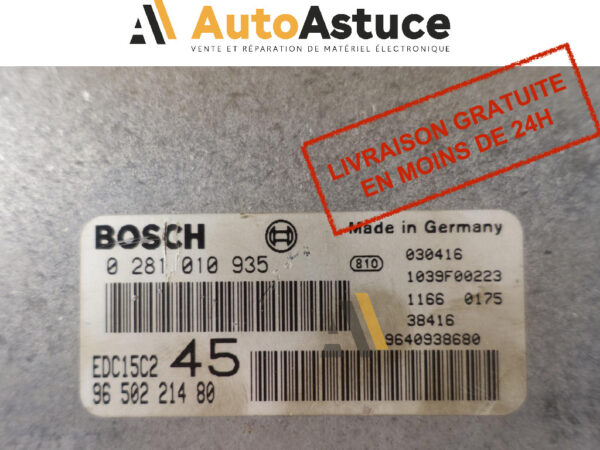 AutoAstuce
VENTE ET RÉPARATION DE MATÉRIEL ÉLECTRONIQUE
LIVRAISON GRATUITE
EN MOINS DE 24H
BOSCH
Made in Germany
0 281 010 935
810
030416
1039F00223
1166 0175
38416
9640938680
EDC15C2 45
96 502 214 80